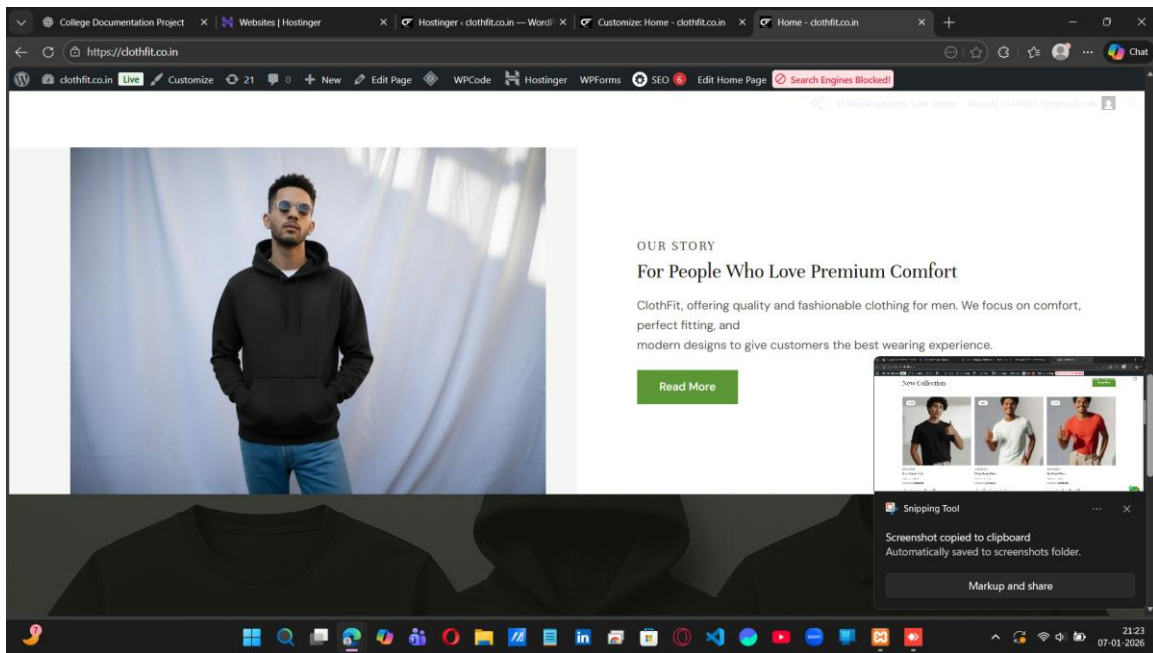 College Documentation Project
Websites | Hostinger
Hostinger ‹ clothfit.co.in — WordP
Customize: Home - clothfit.co.in
Home - clothfit.co.in
https://clothfit.co.in
Chat
clothfit.co.in Live Customize 21 0 New Edit Page WPCode Hostinger WPForms SEO 6 Edit Home Page Search Engines Blocked!
OUR STORY
For People Who Love Premium Comfort
ClothFit, offering quality and fashionable clothing for men. We focus on comfort,
perfect fitting, and
modern designs to give customers the best wearing experience.
Read More
New Collection
Snipping Tool
Screenshot copied to clipboard
Automatically saved to screenshots folder.
Markup and share
7
21:23
07-01-2026